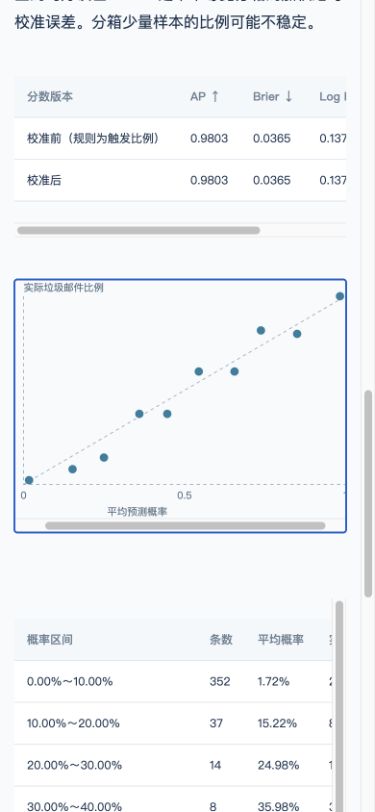 校准误差。分箱少量样本的比例可能不稳定。
分数版本 AP ↑ Brier ↓ Log
校准前（规则为触发比例） 0.9803 0.0365 0.137
校准后 0.9803 0.0365 0.137
实际垃圾邮件比例
0 0.5
平均预测概率
概率区间 条数 平均概率
0.00%～10.00% 352 1.72%
10.00%～20.00% 37 15.22%
20.00%～30.00% 14 24.98%
30.00%～40.00% 8 35.98%